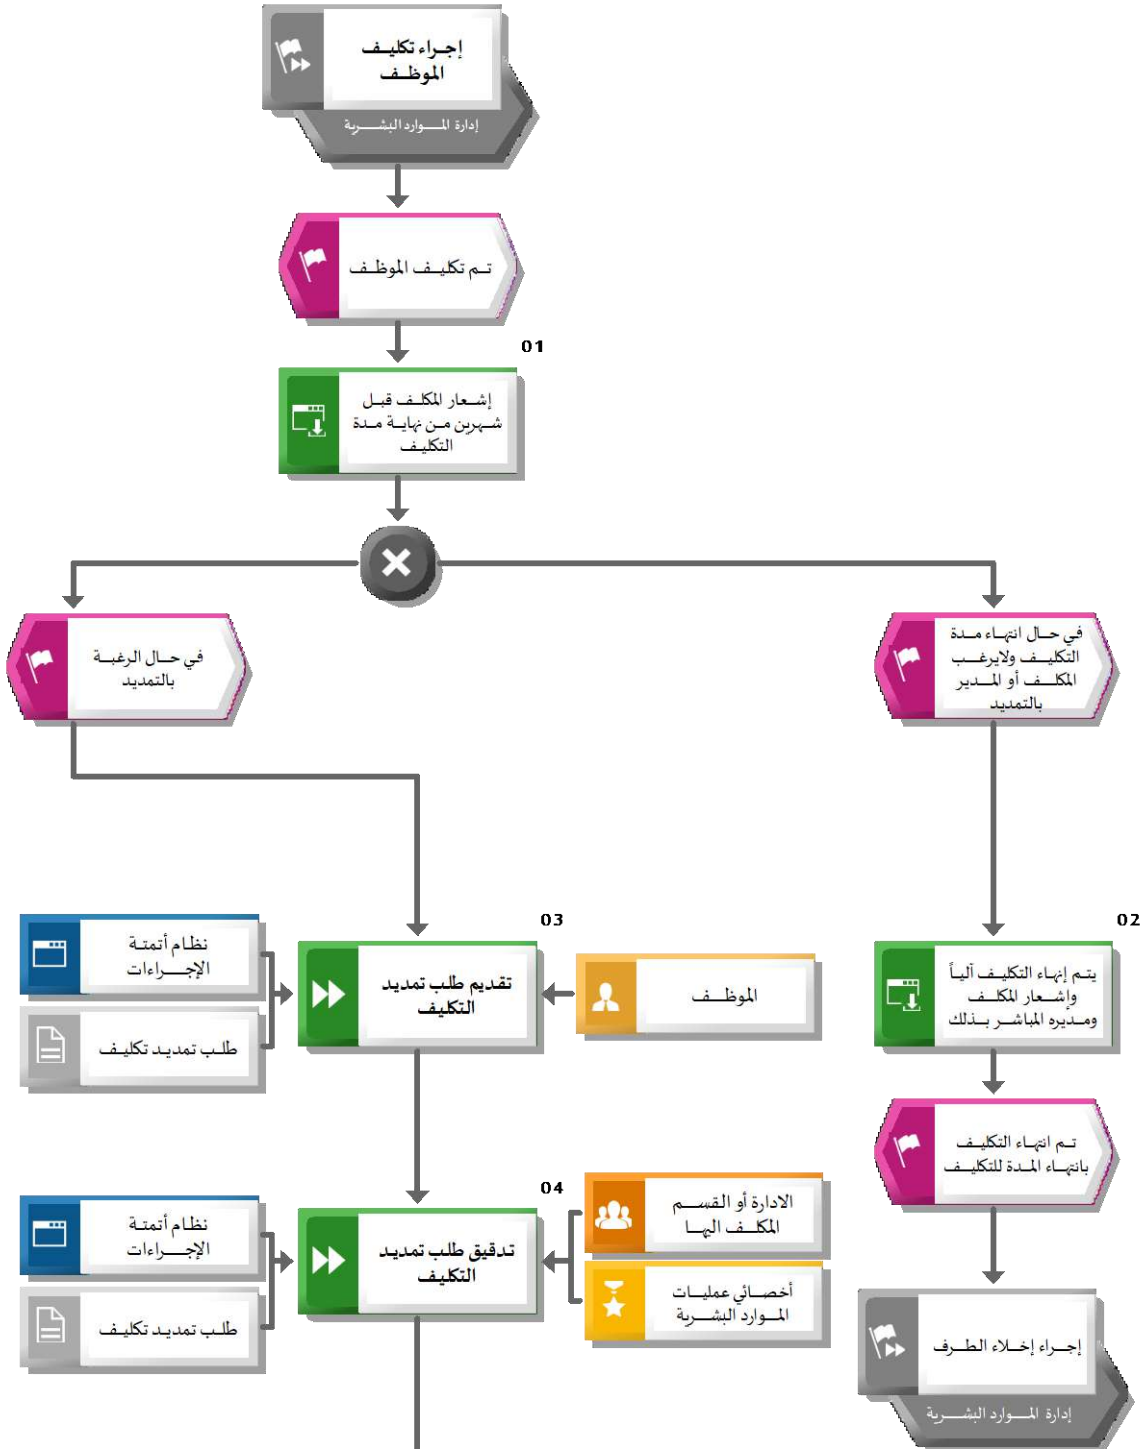 إجراء تكليف
الموظف
إدارة الموارد البشرية
تم تكليف الموظف
01
إشعار المكلف قبل
شهرين من نهاية مدة
التكليف
في حال انتهاء مدة
التكليف ولايرغب
المكلف أو المدير
بالتمديد
في حال الرغبة
بالتمديد
02
يتم إنهاء التكليف آلياً
وإشعار المكلف
ومديره المباشر بذلك
03
تقديم طلب تمديد
التكليف
الموظف
نظام أتمتة
الإجراءات
طلب تمديد تكليف
تم انتهاء التكليف
بانتهاء المدة للتكليف
04
تدقيق طلب تمديد
التكليف
الادارة أو القسم
المكلف اليها
أخصائي عمليات
الموارد البشرية
نظام أتمتة
الإجراءات
طلب تمديد تكليف
إجراء إخلاء الطرف
إدارة الموارد البشرية